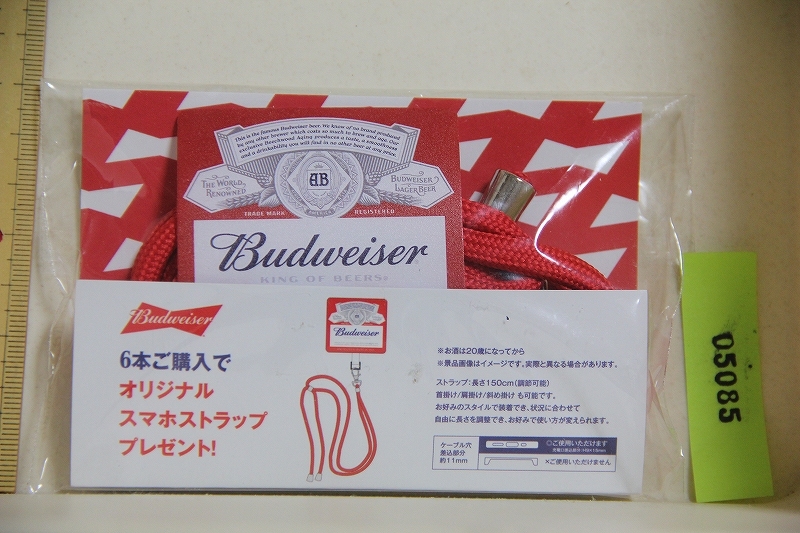 This is the famous Budweiser beer. We know of no brand produced
by any other brewer which costs so much to brew and age. Our
exclusive Beechwood Aging produces a taste, a smoothness
and a drinkability you will find in no other beer at any price.
THE WORLD RENOWNED
AB
BUDWEISER LAGER BEER
TRADE MARK AMERICA REGISTERED
Budweiser
KING OF BEERS®
Budweiser
6本ご購入で
オリジナル
スマホストラップ
プレゼント!
Budweiser
※お酒は20歳になってから
※景品画像はイメージです。実際と異なる場合があります。
ストラップ:長さ150cm(調節可能)
首掛け/肩掛け/斜め掛け も可能です。
お好みのスタイルで装着でき、状況に合わせて
自由に長さを調整でき、お好みで使い方が変えられます。
ケーブル穴
差込部分
約11mm
◎ご使用いただけます
×ご使用いただけません
05085